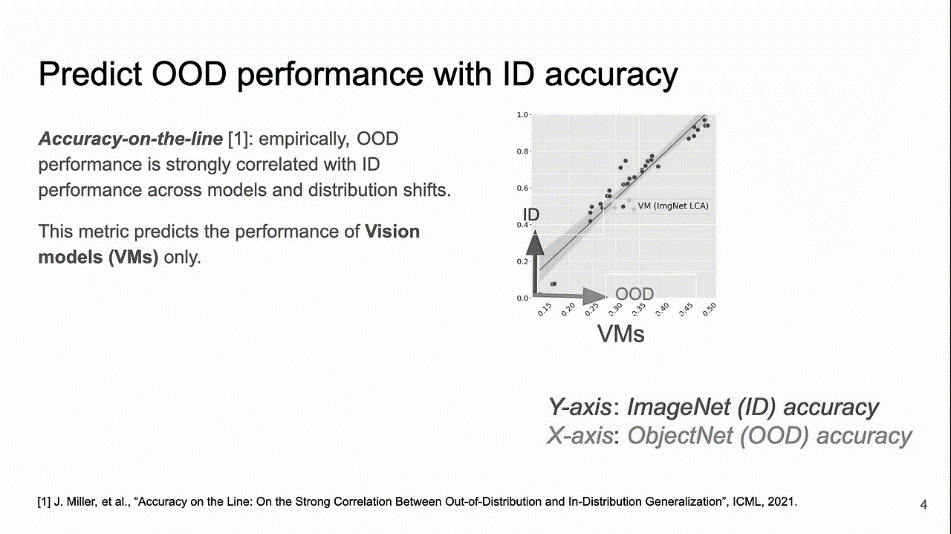 Predict OOD performance with ID accuracy
Accuracy-on-the-line [1]: empirically, OOD
performance is strongly correlated with ID
performance across models and distribution shifts.
This metric predicts the performance of Vision
models (VMs) only.
1.0
0.8
0.6
VM (ImgNet LCA)
ID
0.4
0.2
0.0
OOD
0.15 0.20 0.25 0.30 0.35 0.40 0.45 0.50
VMs
Y-axis: ImageNet (ID) accuracy
X-axis: ObjectNet (OOD) accuracy
[1] J. Miller, et al., “Accuracy on the Line: On the Strong Correlation Between Out-of-Distribution and In-Distribution Generalization”, ICML, 2021.
4